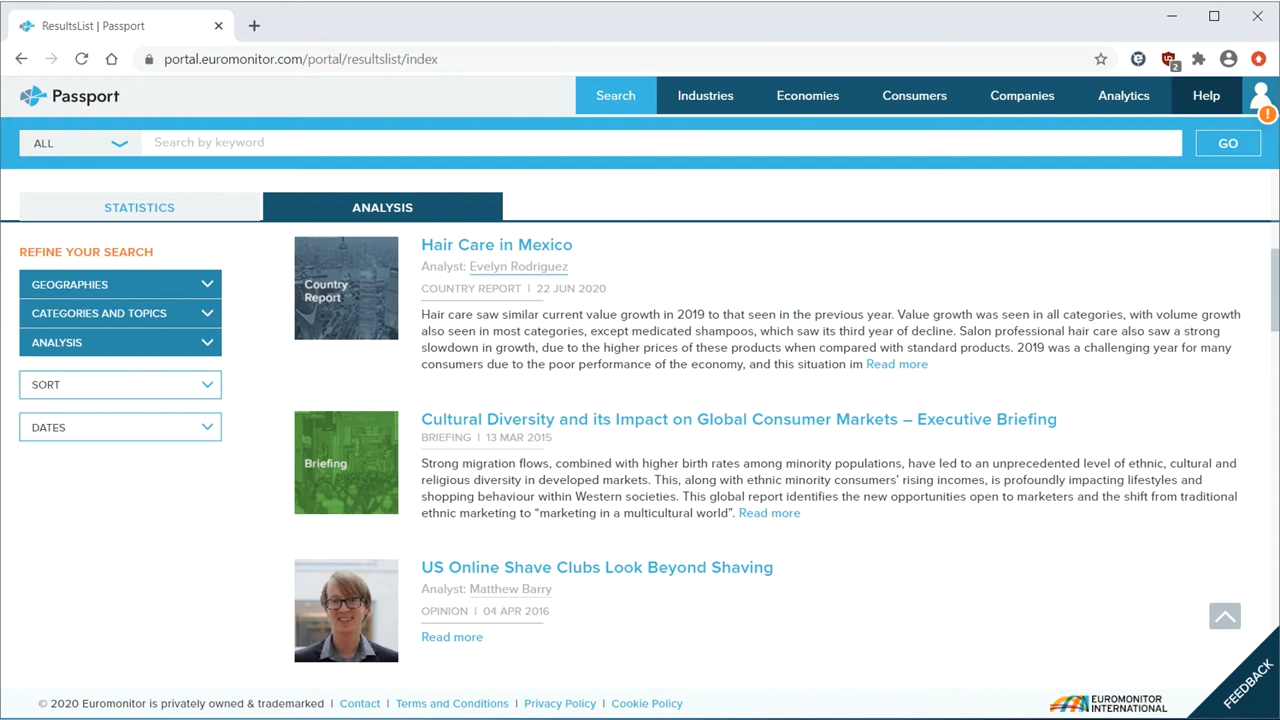 ResultsList | Passport
portal.euromonitor.com/portal/resultslist/index
2
Passport
Search
Industries
Economies
Consumers
Companies
Analytics
Help
!
ALL
Search by keyword
GO
STATISTICS
ANALYSIS
REFINE YOUR SEARCH
GEOGRAPHIES
CATEGORIES AND TOPICS
ANALYSIS
SORT
DATES
Country
Report
Hair Care in Mexico
Analyst: Evelyn Rodriguez
COUNTRY REPORT | 22 JUN 2020
Hair care saw similar current value growth in 2019 to that seen in the previous year. Value growth was seen in all categories, with volume growth
also seen in most categories, except medicated shampoos, which saw its third year of decline. Salon professional hair care also saw a strong
slowdown in growth, due to the higher prices of these products when compared with standard products. 2019 was a challenging year for many
consumers due to the poor performance of the economy, and this situation im Read more
Briefing
Cultural Diversity and its Impact on Global Consumer Markets – Executive Briefing
BRIEFING | 13 MAR 2015
Strong migration flows, combined with higher birth rates among minority populations, have led to an unprecedented level of ethnic, cultural and
religious diversity in developed markets. This, along with ethnic minority consumers’ rising incomes, is profoundly impacting lifestyles and
shopping behaviour within Western societies. This global report identifies the new opportunities open to marketers and the shift from traditional
ethnic marketing to “marketing in a multicultural world”. Read more
US Online Shave Clubs Look Beyond Shaving
Analyst: Matthew Barry
OPINION | 04 APR 2016
Read more
FEEDBACK
© 2020 Euromonitor is privately owned & trademarked | Contact | Terms and Conditions | Privacy Policy | Cookie Policy
EUROMONITOR
INTERNATIONAL